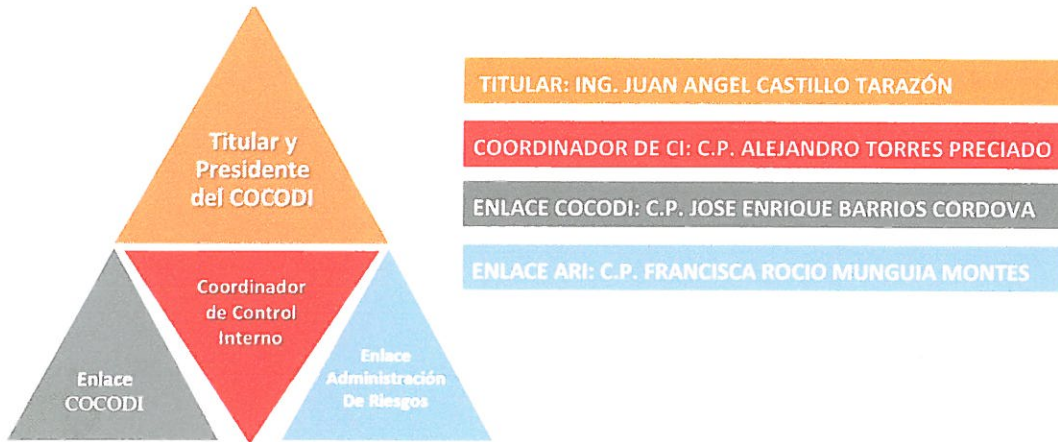 Titular y
Presidente
del COCODI
Coordinador
de Control
Interno
Enlace
COCODI
Enlace
Administración
De Riesgos
TITULAR: ING. JUAN ANGEL CASTILLO TARAZÓN
COORDINADOR DE CI: C.P. ALEJANDRO TORRES PRECIADO
ENLACE COCODI: C.P. JOSE ENRIQUE BARRIOS CORDOVA
ENLACE ARI: C.P. FRANCISCA ROCIO MUNGUIA MONTES